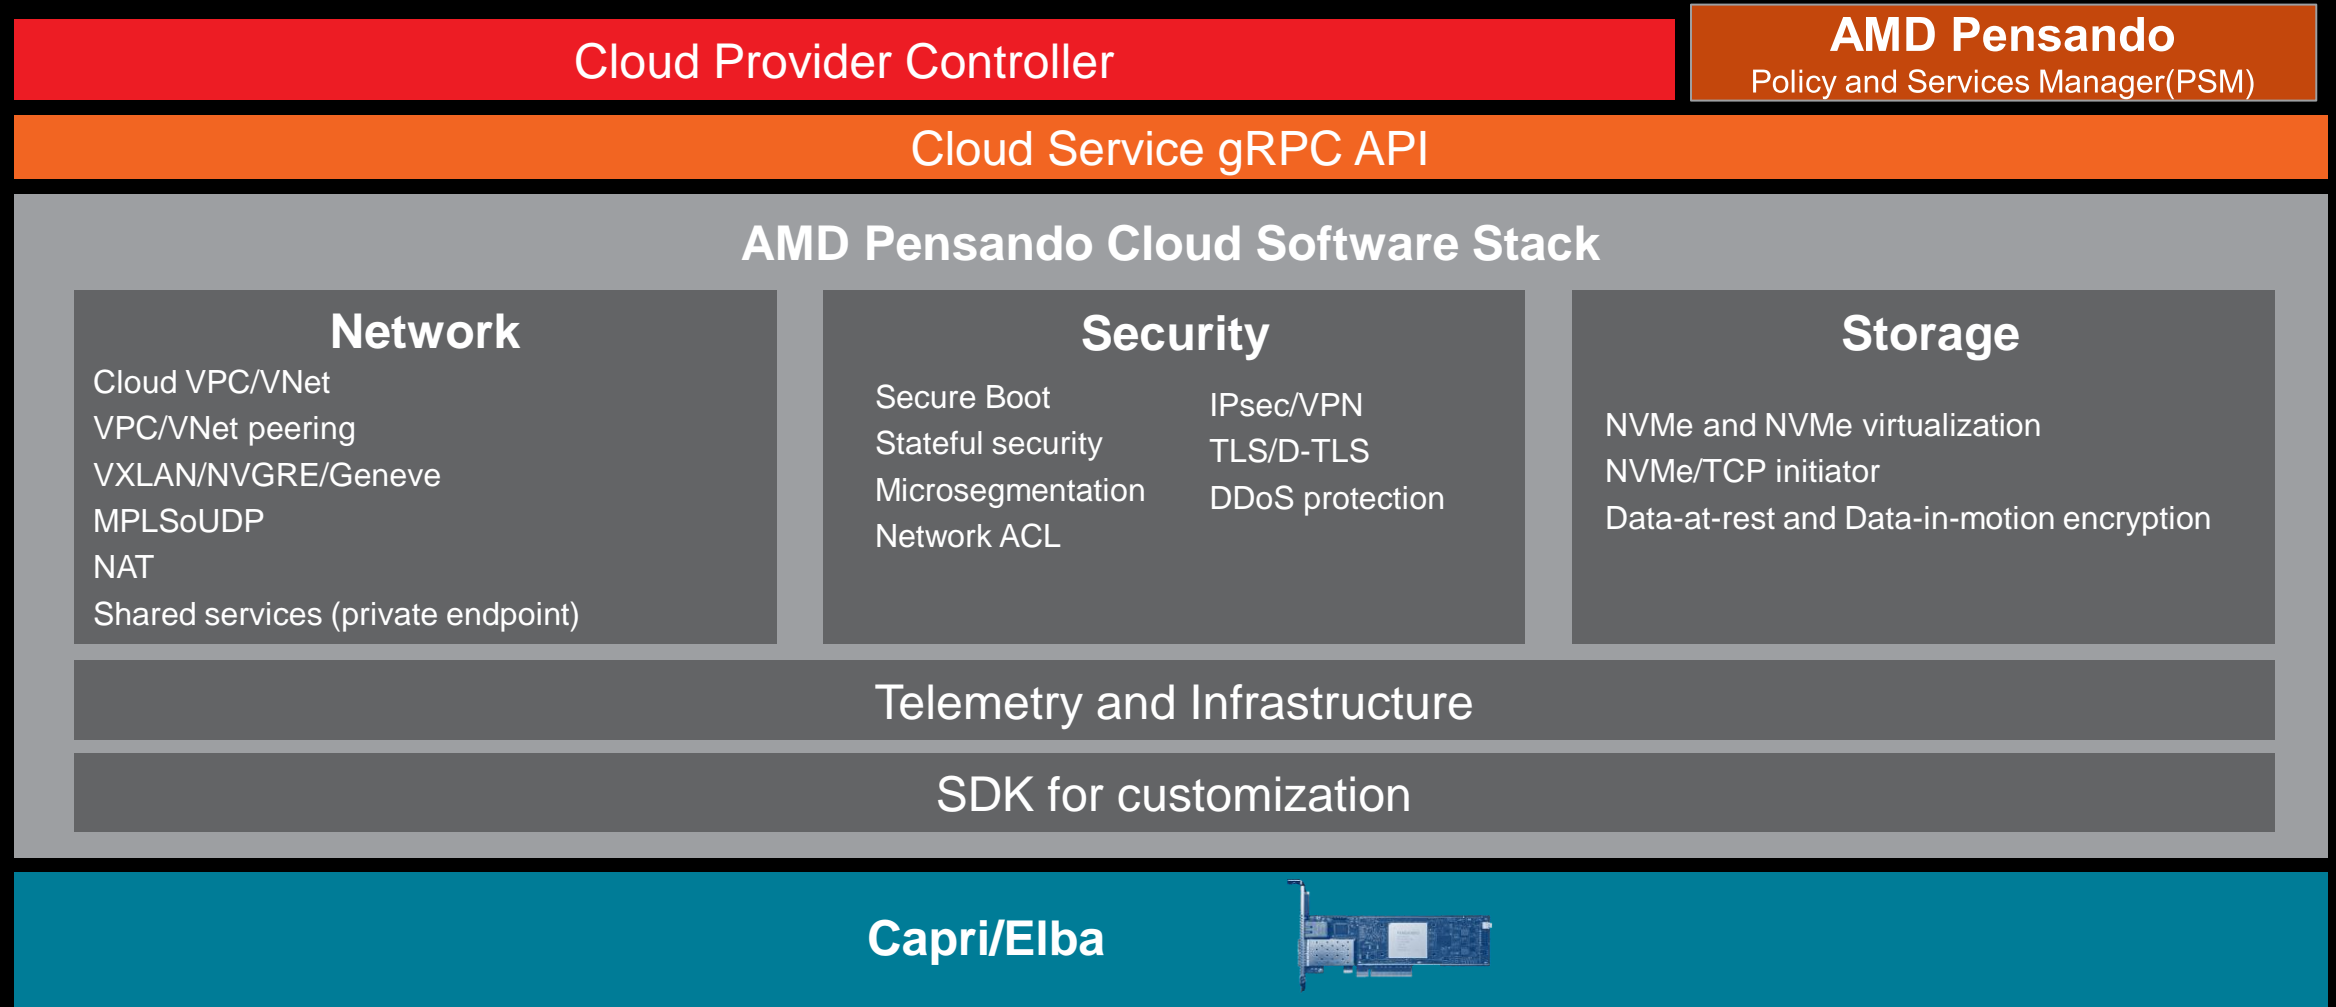 Cloud Provider Controller
AMD Pensando
Policy and Services Manager(PSM)
Cloud Service gRPC API
AMD Pensando Cloud Software Stack
Network
Cloud VPC/VNet
VPC/VNet peering
VXLAN/NVGRE/Geneve
MPLSoUDP
NAT
Shared services (private endpoint)
Security
Secure Boot
Stateful security
Microsegmentation
Network ACL
IPsec/VPN
TLS/D-TLS
DDoS protection
Storage
NVMe and NVMe virtualization
NVMe/TCP initiator
Data-at-rest and Data-in-motion encryption
Telemetry and Infrastructure
SDK for customization
Capri/Elba